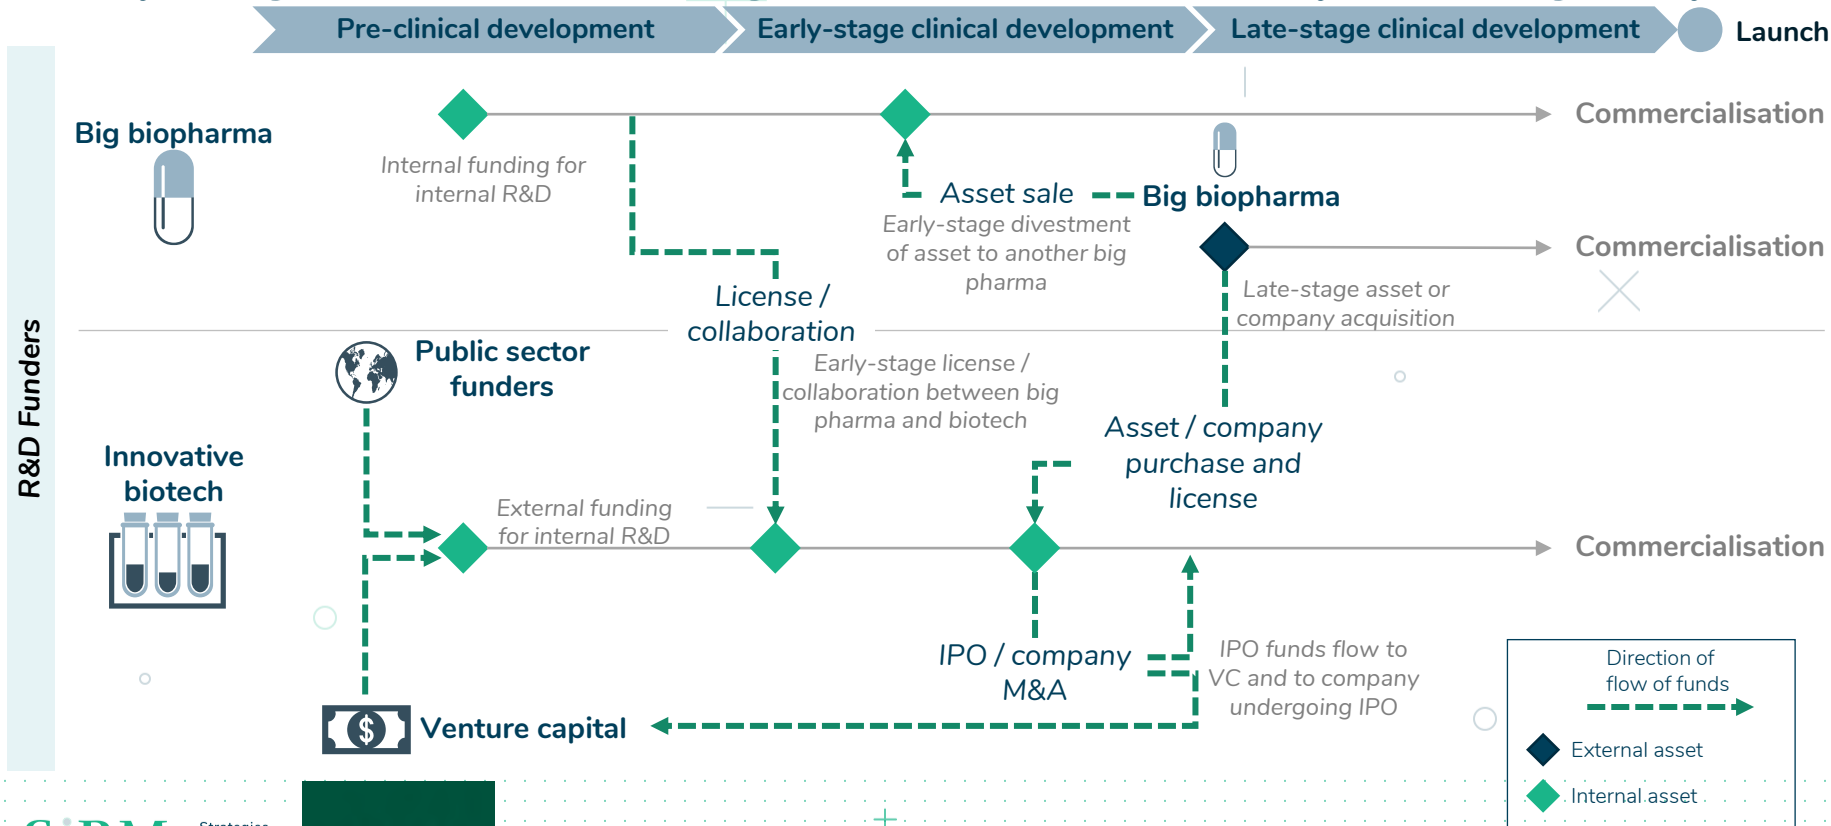 Pre-clinical development
Early-stage clinical development
Late-stage clinical development
Launch
Big biopharma
Commercialisation
Internal funding for
internal R&D
Asset sale
Big biopharma
Early-stage divestment
of asset to another big
pharma
Commercialisation
License /
collaboration
Late-stage asset or
company acquisition
R&D Funders
Public sector
funders
Early-stage license /
collaboration between big
pharma and biotech
Asset / company
purchase and
license
Innovative
biotech
External funding
for internal R&D
Commercialisation
IPO / company
M&A
IPO funds flow to
VC and to company
undergoing IPO
$
Venture capital
Direction of
flow of funds
External asset
Internal asset
Strategies